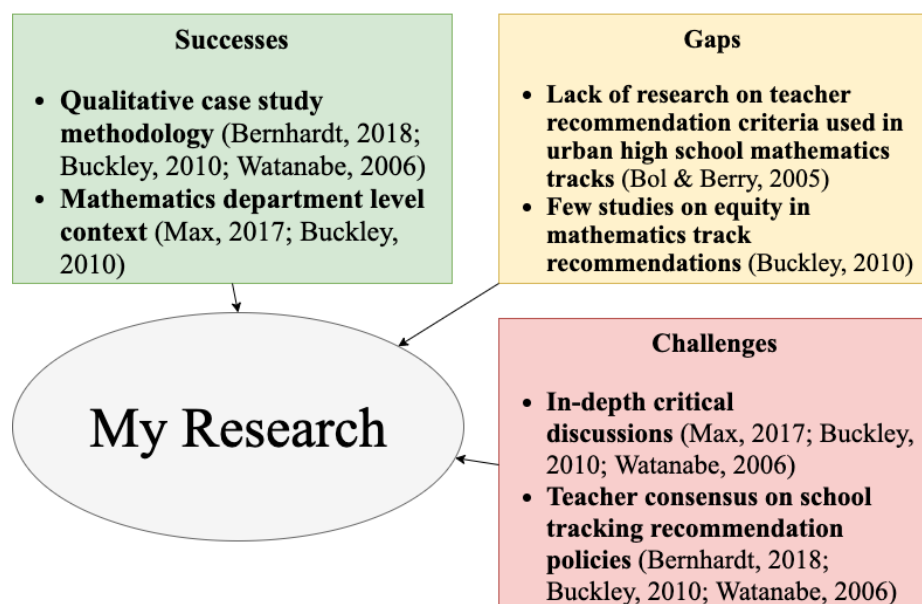 Successes
• Qualitative case study
methodology (Bernhardt, 2018;
Buckley, 2010; Watanabe, 2006)
• Mathematics department level
context (Max, 2017; Buckley,
2010)
Gaps
• Lack of research on teacher
recommendation criteria used in
urban high school mathematics
tracks (Bol & Berry, 2005)
• Few studies on equity in
mathematics track
recommendations (Buckley, 2010)
My Research
Challenges
• In-depth critical
discussions (Max, 2017; Buckley,
2010; Watanabe, 2006)
• Teacher consensus on school
tracking recommendation
policies (Bernhardt, 2018;
Buckley, 2010; Watanabe, 2006)